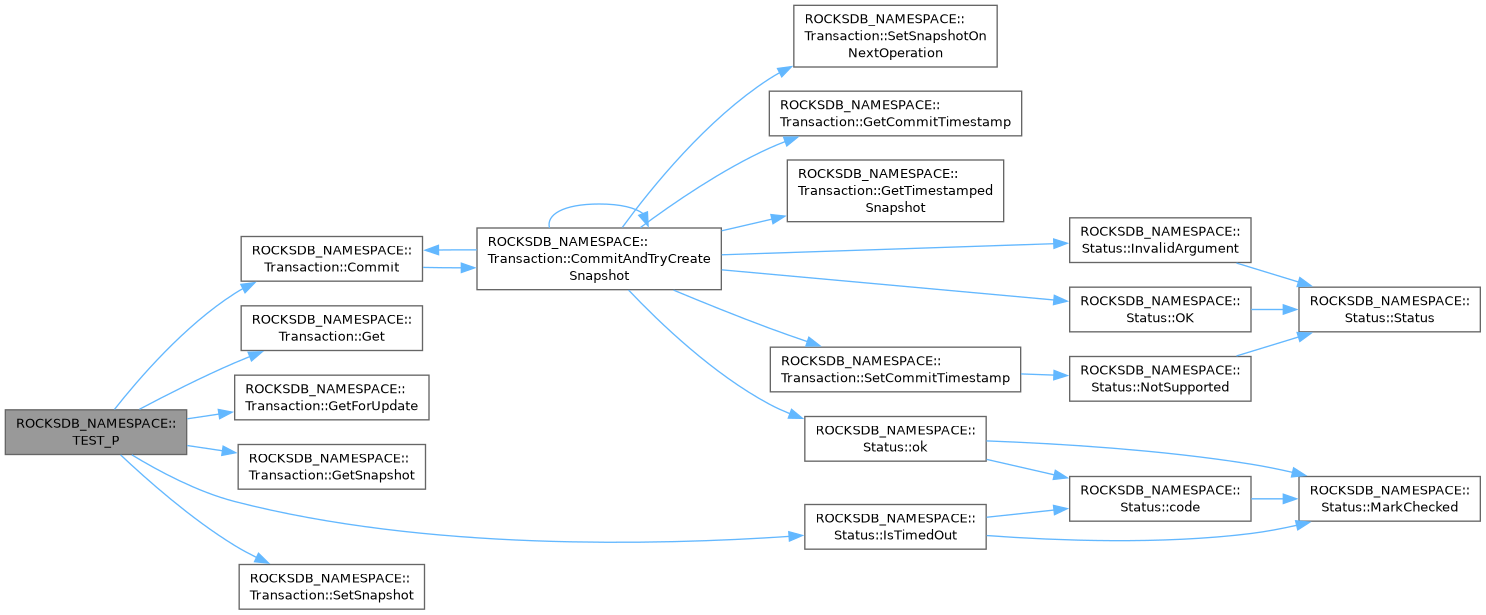 ROCKSDB_NAMESPACE::
Transaction::SetSnapshotOn
NextOperation
ROCKSDB_NAMESPACE::
Transaction::GetCommitTimestamp
ROCKSDB_NAMESPACE::
Transaction::GetTimestamped
Snapshot
ROCKSDB_NAMESPACE::
Status::InvalidArgument
ROCKSDB_NAMESPACE::
Transaction::Commit
ROCKSDB_NAMESPACE::
Transaction::CommitAndTryCreate
Snapshot
ROCKSDB_NAMESPACE::
Status::OK
ROCKSDB_NAMESPACE::
Status::Status
ROCKSDB_NAMESPACE::
Transaction::Get
ROCKSDB_NAMESPACE::
Transaction::SetCommitTimestamp
ROCKSDB_NAMESPACE::
Status::NotSupported
ROCKSDB_NAMESPACE::
Transaction::GetForUpdate
ROCKSDB_NAMESPACE::
TEST_P
ROCKSDB_NAMESPACE::
Status::ok
ROCKSDB_NAMESPACE::
Transaction::GetSnapshot
ROCKSDB_NAMESPACE::
Status::code
ROCKSDB_NAMESPACE::
Status::MarkChecked
ROCKSDB_NAMESPACE::
Status::IsTimedOut
ROCKSDB_NAMESPACE::
Transaction::SetSnapshot